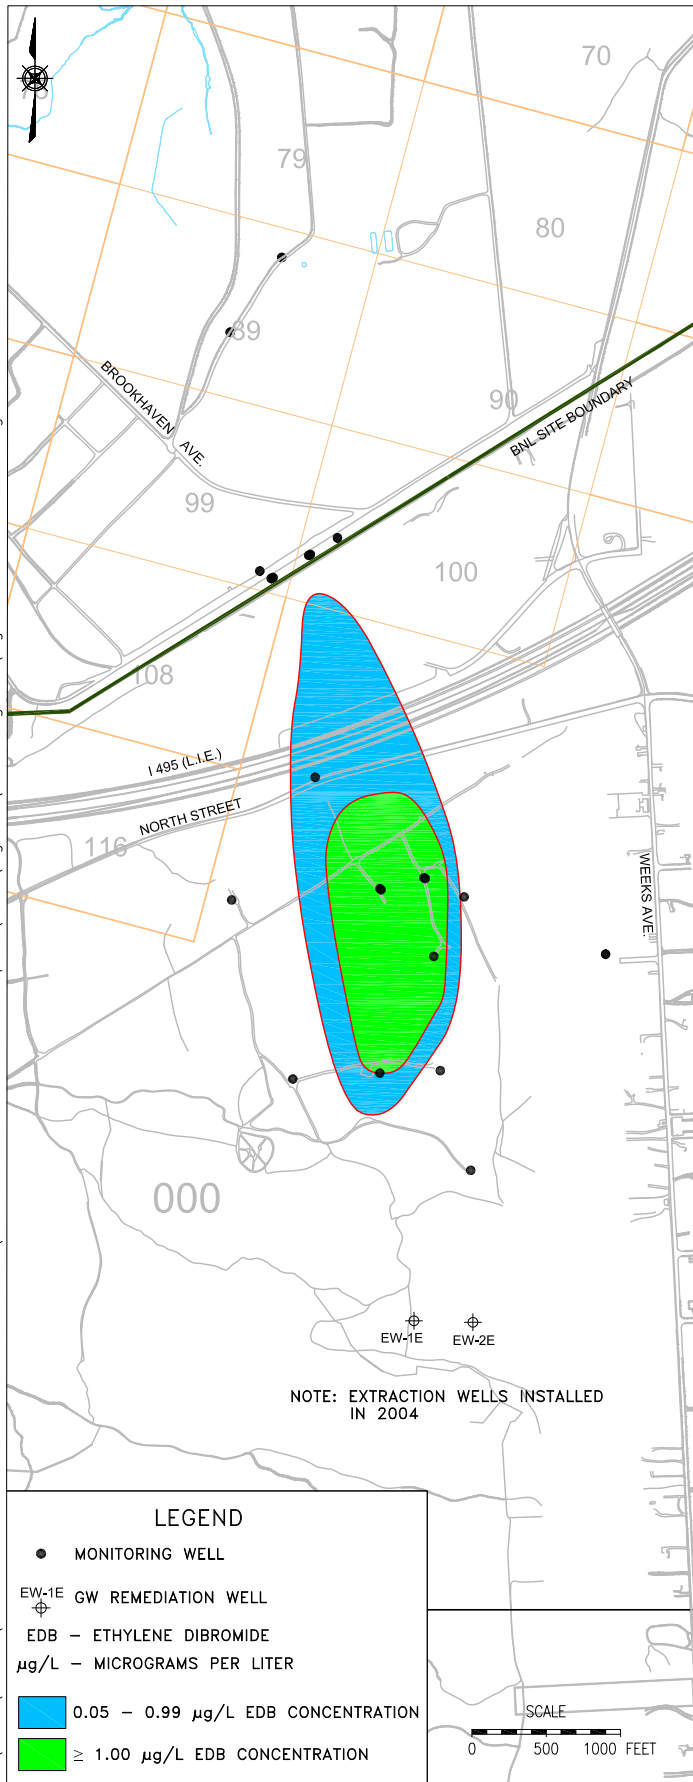 70
79
80
89
BROOKHAVEN AVE.
90
BNL SITE BOUNDARY
99
100
108
I 495 (L.I.E.)
NORTH STREET
116
WEEKS AVE.
000
EW-1E
EW-2E
NOTE: EXTRACTION WELLS INSTALLED
IN 2004
LEGEND
MONITORING WELL
EW-1E
GW REMEDIATION WELL
EDB - ETHYLENE DIBROMIDE
µg/L - MICROGRAMS PER LITER
0.05 - 0.99 µg/L EDB CONCENTRATION
≥ 1.00 µg/L EDB CONCENTRATION
SCALE
0 500 1000 FEET